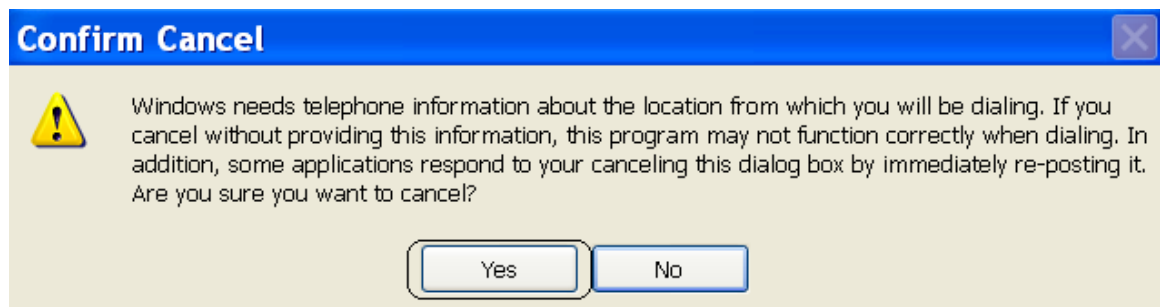 Confirm Cancel
Windows needs telephone information about the location from which you will be dialing. If you
cancel without providing this information, this program may not function correctly when dialing. In
addition, some applications respond to your canceling this dialog box by immediately re-posting it.
Are you sure you want to cancel?
Yes No